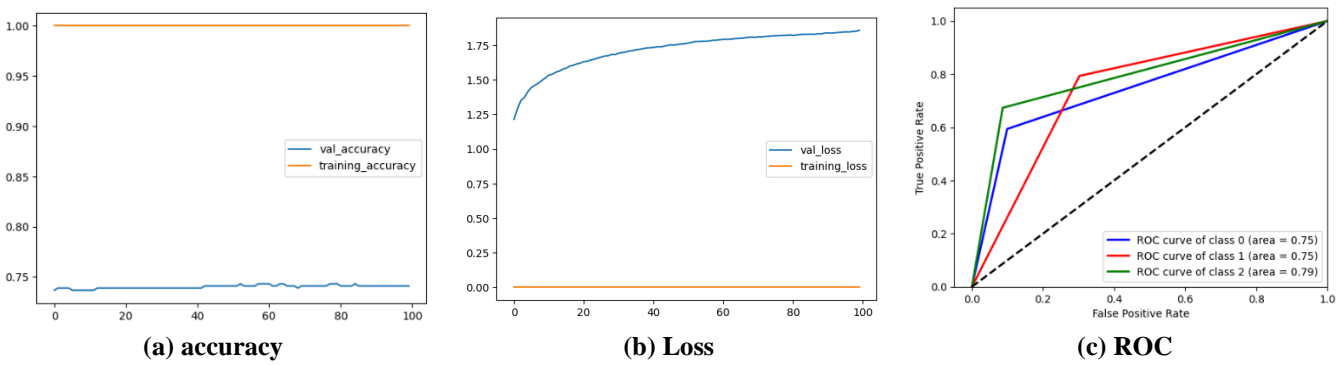 1.00
0.95
0.90
0.85
0.80
0.75
0 20 40 60 80 100
val_accuracy
training_accuracy
(a) accuracy
1.75
1.50
1.25
1.00
0.75
0.50
0.25
0.00
0 20 40 60 80 100
val_loss
training_loss
(b) Loss
True Positive Rate
1.0
0.8
0.6
0.4
0.2
0.0
0.0 0.2 0.4 0.6 0.8 1.0
False Positive Rate
ROC curve of class 0 (area = 0.75)
ROC curve of class 1 (area = 0.75)
ROC curve of class 2 (area = 0.79)
(c) ROC